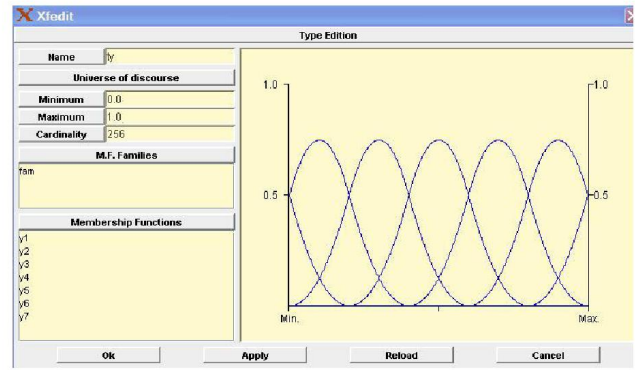 Xfedit
Type Edition
Name ty
Universe of discourse
Minimum 0.0
Maximum 1.0
Cardinality 256
M.F. Families
fam
Membership Functions
y1
y2
y3
y4
y5
y6
y7
1.0 1.0
0.5 0.5
Min. Max.
Ok Apply Reload Cancel